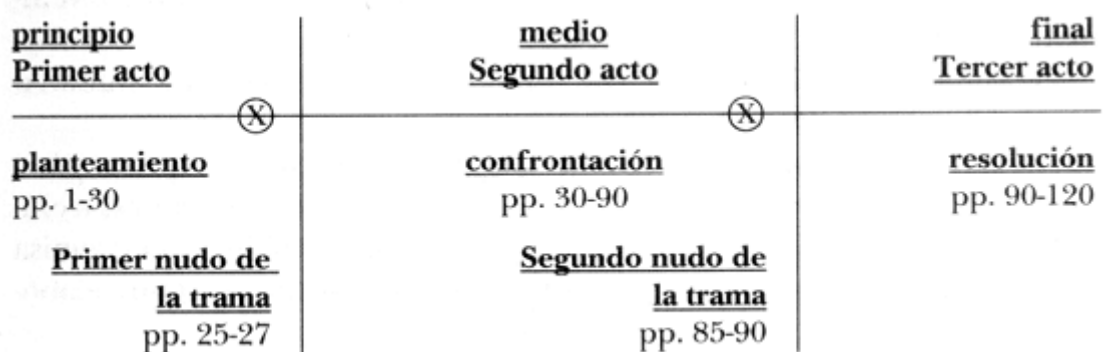 principio
Primer acto
medio
Segundo acto
final
Tercer acto
X
X
planteamiento
pp. 1-30
confrontación
pp. 30-90
resolución
pp. 90-120
Primer nudo de
la trama
pp. 25-27
Segundo nudo de
la trama
pp. 85-90